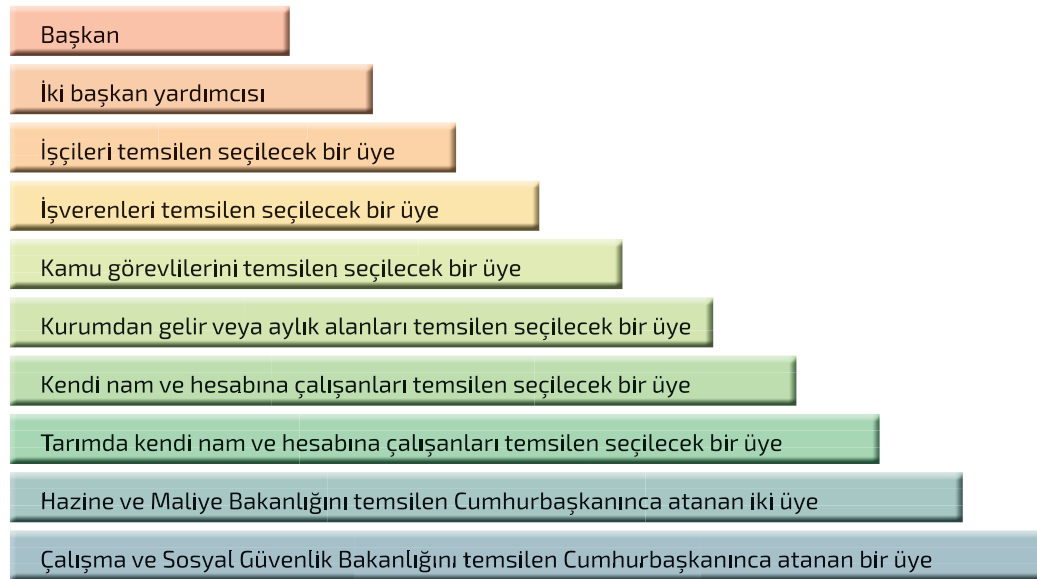 Başkan
İki başkan yardımcısı
İşçileri temsilen seçilecek bir üye
İşverenleri temsilen seçilecek bir üye
Kamu görevlilerini temsilen seçilecek bir üye
Kurumdan gelir veya aylık alanları temsilen seçilecek bir üye
Kendi nam ve hesabına çalışanları temsilen seçilecek bir üye
Tarımda kendi nam ve hesabına çalışanları temsilen seçilecek bir üye
Hazine ve Maliye Bakanlığını temsilen Cumhurbaşkanınca atanan iki üye
Çalışma ve Sosyal Güvenlik Bakanlığını temsilen Cumhurbaşkanınca atanan bir üye